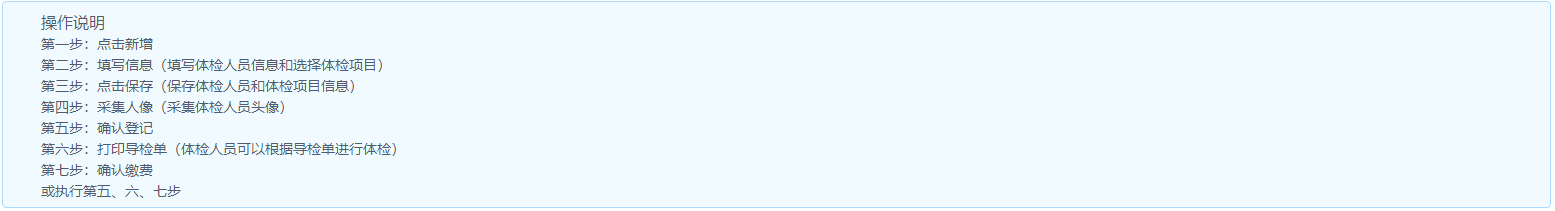 操作说明
第一步：点击新增
第二步：填写信息（填写体检人员信息和选择体检项目）
第三步：点击保存（保存体检人员和体检项目信息）
第四步：采集人像（采集体检人员头像）
第五步：确认登记
第六步：打印导检单（体检人员可以根据导检单进行体检）
第七步：确认缴费
或执行第五、六、七步